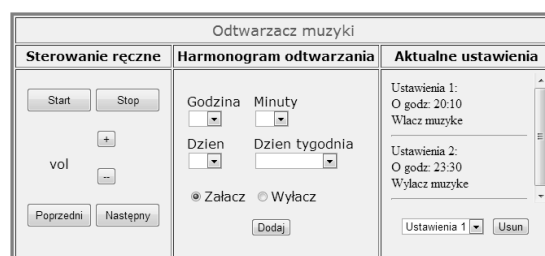 Odtwarzacz muzyki
Sterowanie ręczne
Start Stop
+
vol
--
Poprzedni Następny
Harmonogram odtwarzania
Godzina Minuty
Dzien Dzien tygodnia
Załacz Wyłacz
Dodaj
Aktualne ustawienia
Ustawienia 1:
O godz: 20:10
Wlacz muzyke
Ustawienia 2:
O godz: 23:30
Wylacz muzyke
Ustawienia 1 Usun